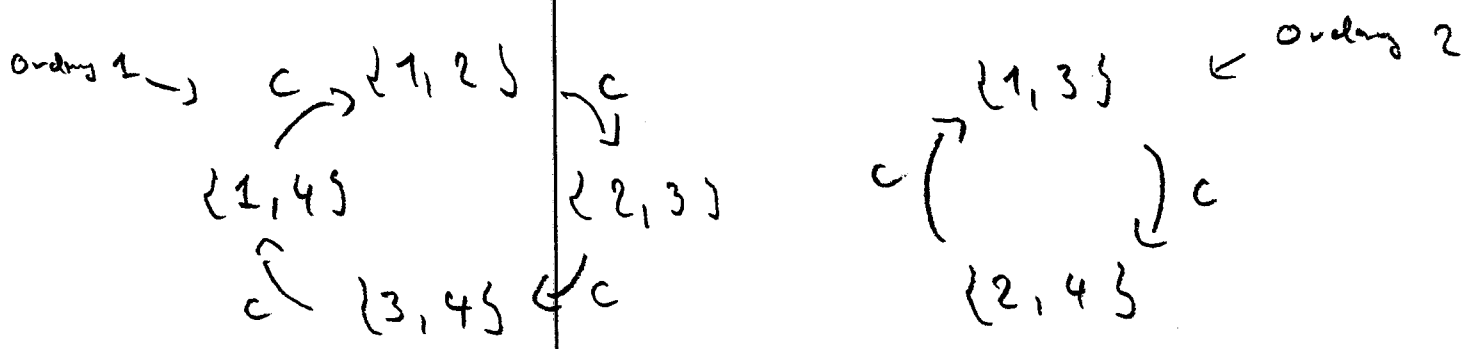 Ordng 1 → C {1, 2} C {1, 3} ← Ordng 2
{1, 4} {2, 3} C C
C {3, 4} C {2, 4}